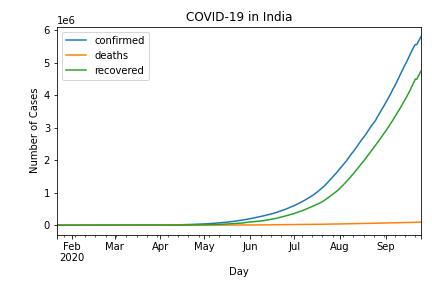 COVID-19 in India
1e6
confirmed
deaths
recovered
6
5
4
3
2
1
0
Number of Cases
Feb Mar Apr May Jun Jul Aug Sep
2020
Day